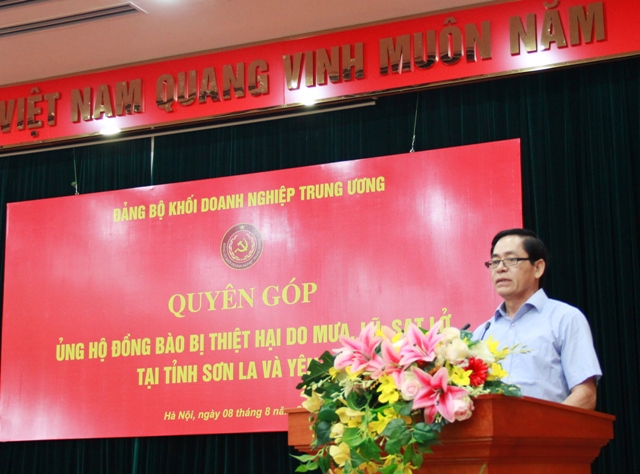 VIỆT NAM QUANG VINH MUÔN NĂM
ĐẢNG BỘ KHỐI DOANH NGHIỆP TRUNG ƯƠNG
QUYÊN GÓP
ỦNG HỘ ĐỒNG BÀO BỊ THIỆT HẠI DO MƯA, LŨ, SẠT LỞ
TẠI TỈNH SƠN LA VÀ YÊ
Hà Nội, ngày 08 tháng 8 nă